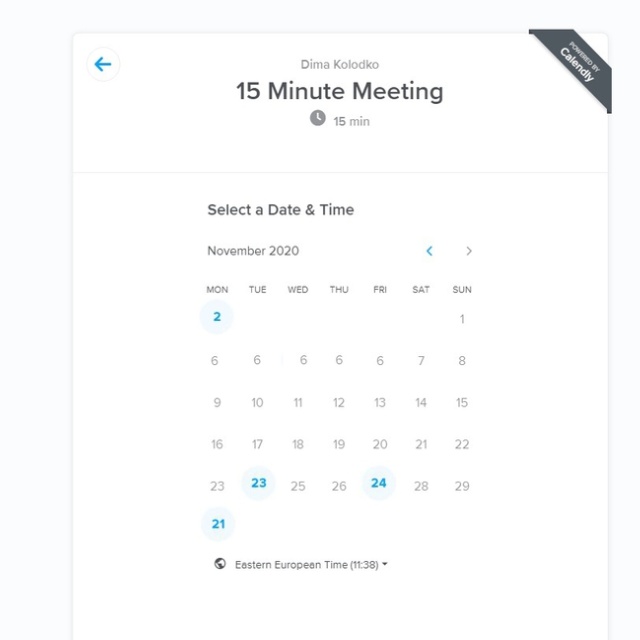 Dima Kolodko
15 Minute Meeting
15 min
POWERED BY
Calendly
Select a Date & Time
November 2020
MON TUE WED THU FRI SAT SUN
2 1
6 6 6 6 6 7 8
9 10 11 12 13 14 15
16 17 18 19 20 21 22
23 23 25 26 24 28 29
21
Eastern European Time (11:38)